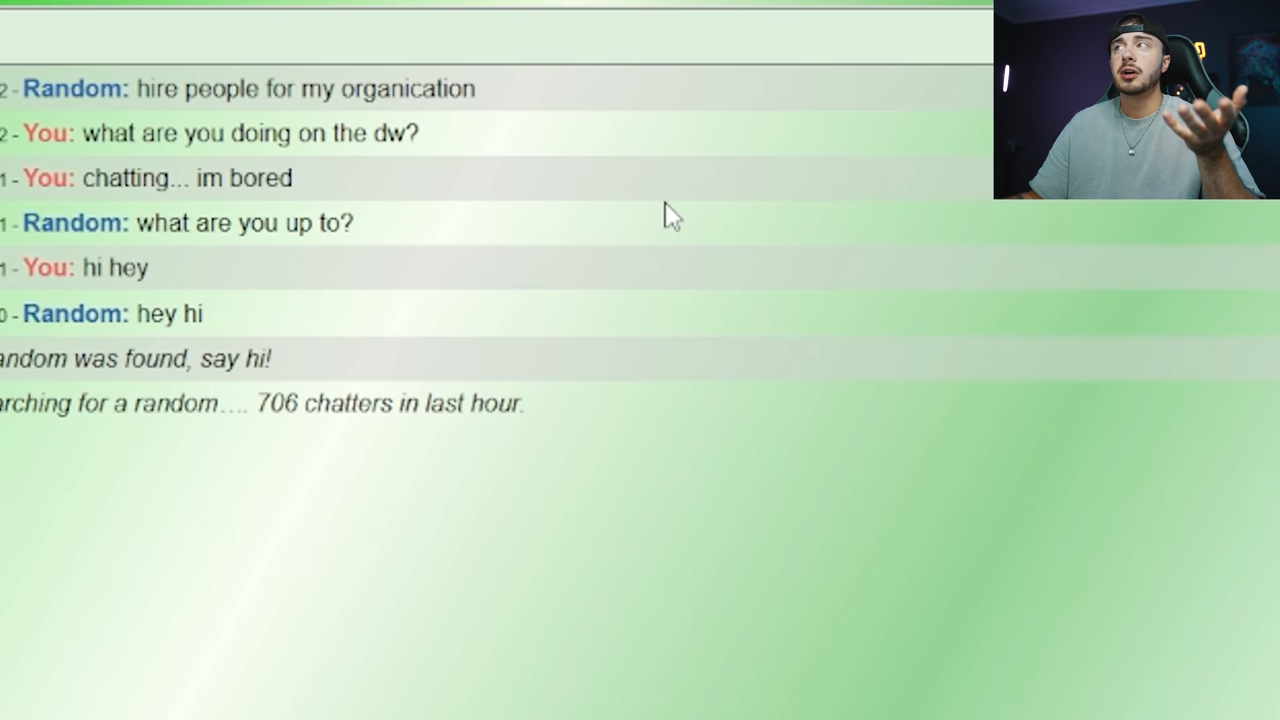 2 - Random: hire people for my organication
2 - You: what are you doing on the dw?
1 - You: chatting... im bored
1 - Random: what are you up to?
1 - You: hi hey
0 - Random: hey hi
andom was found, say hi!
arching for a random.... 706 chatters in last hour.